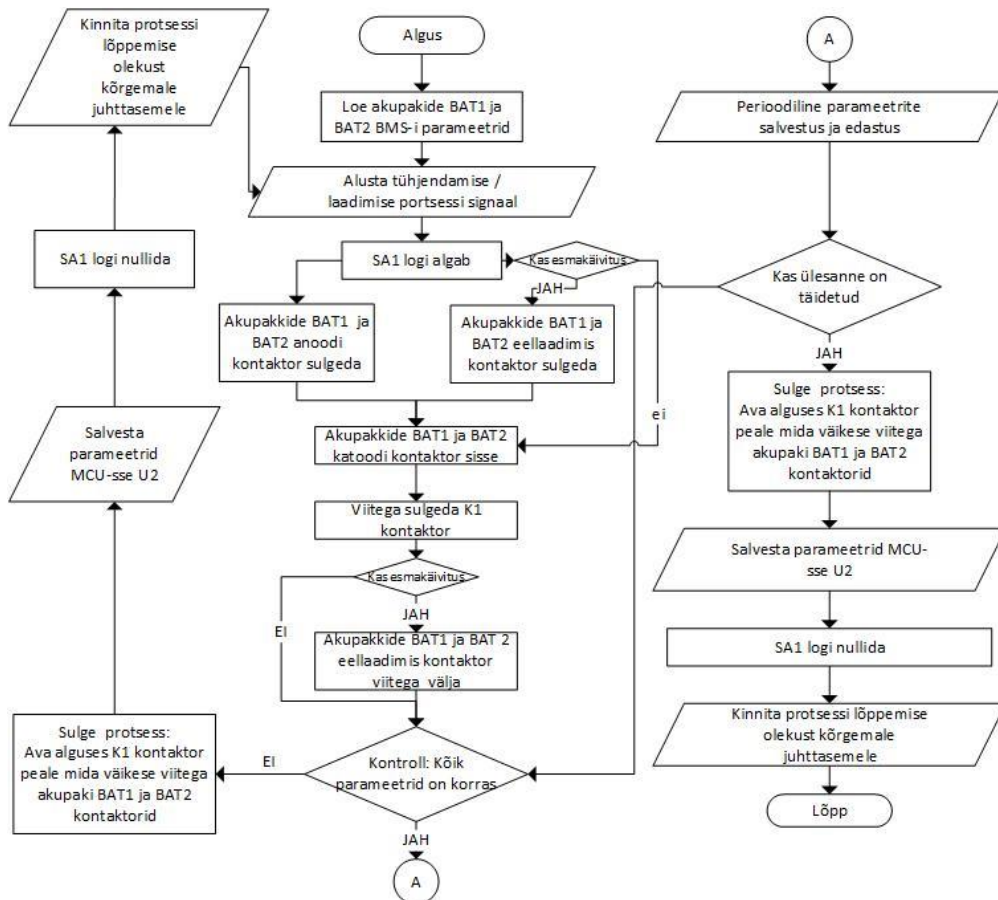 Kinnita protsessi
lõppemise
olekust
kõrgemale
juhttasemele
SA1 logi nullida
Salvesta
parameetrid
MCU-sse U2
Sulge protsess:
Ava alguses K1 kontaktor
peale mida väikese viitega
akupaki BAT1 ja BAT2
kontaktorid
Algus
Loe akupakide BAT1 ja
BAT2 BMS-i parameetrid
Alusta tühjendamise /
laadimise portsessi signaal
SA1 logi algab
Kas esmakäivitus
JAH
ei
Akupakkide BAT1 ja
BAT2 anoodi
kontaktor sulgeda
Akupakkide BAT1 ja
BAT2 eellaadimis
kontaktor sulgeda
Akupakkide BAT1 ja BAT2
katoodi kontaktor sisse
Viitega sulgeda K1
kontaktor
Kas esmakäivitus
EI
JAH
Akupakkide BAT1 ja BAT 2
eellaadimis kontaktor
viitega välja
Kontroll: Kõik
parameetrid on korras
EI
JAH
A
A
Perioodiline parameetrite
salvestus ja edastus
Kas ülesanne on
täidetud
JAH
Sulge protsess:
Ava alguses K1 kontaktor
peale mida väikese viitega
akupaki BAT1 ja BAT2
kontaktorid
Salvesta parameetrid MCU-
sse U2
SA1 logi nullida
Kinnita protsessi lõppemise
olekust kõrgemale
juhttasemele
Lõpp